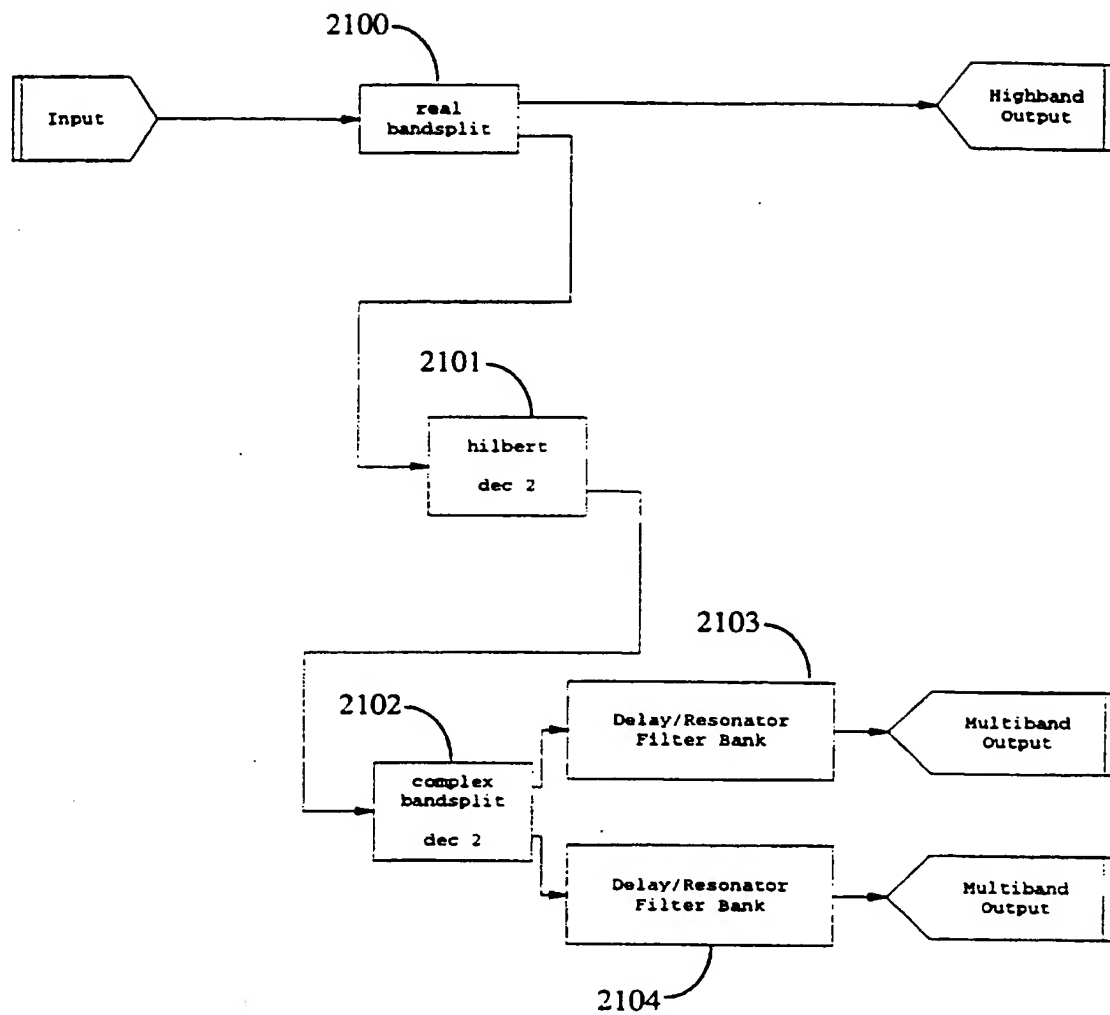 2100
Input
real
bandsplit
Highband
Output
2101
hilbert
dec 2
2103
Delay/Resonator
Filter Bank
Multiband
Output
2102
complex
bandsplit
dec 2
Delay/Resonator
Filter Bank
Multiband
Output
2104